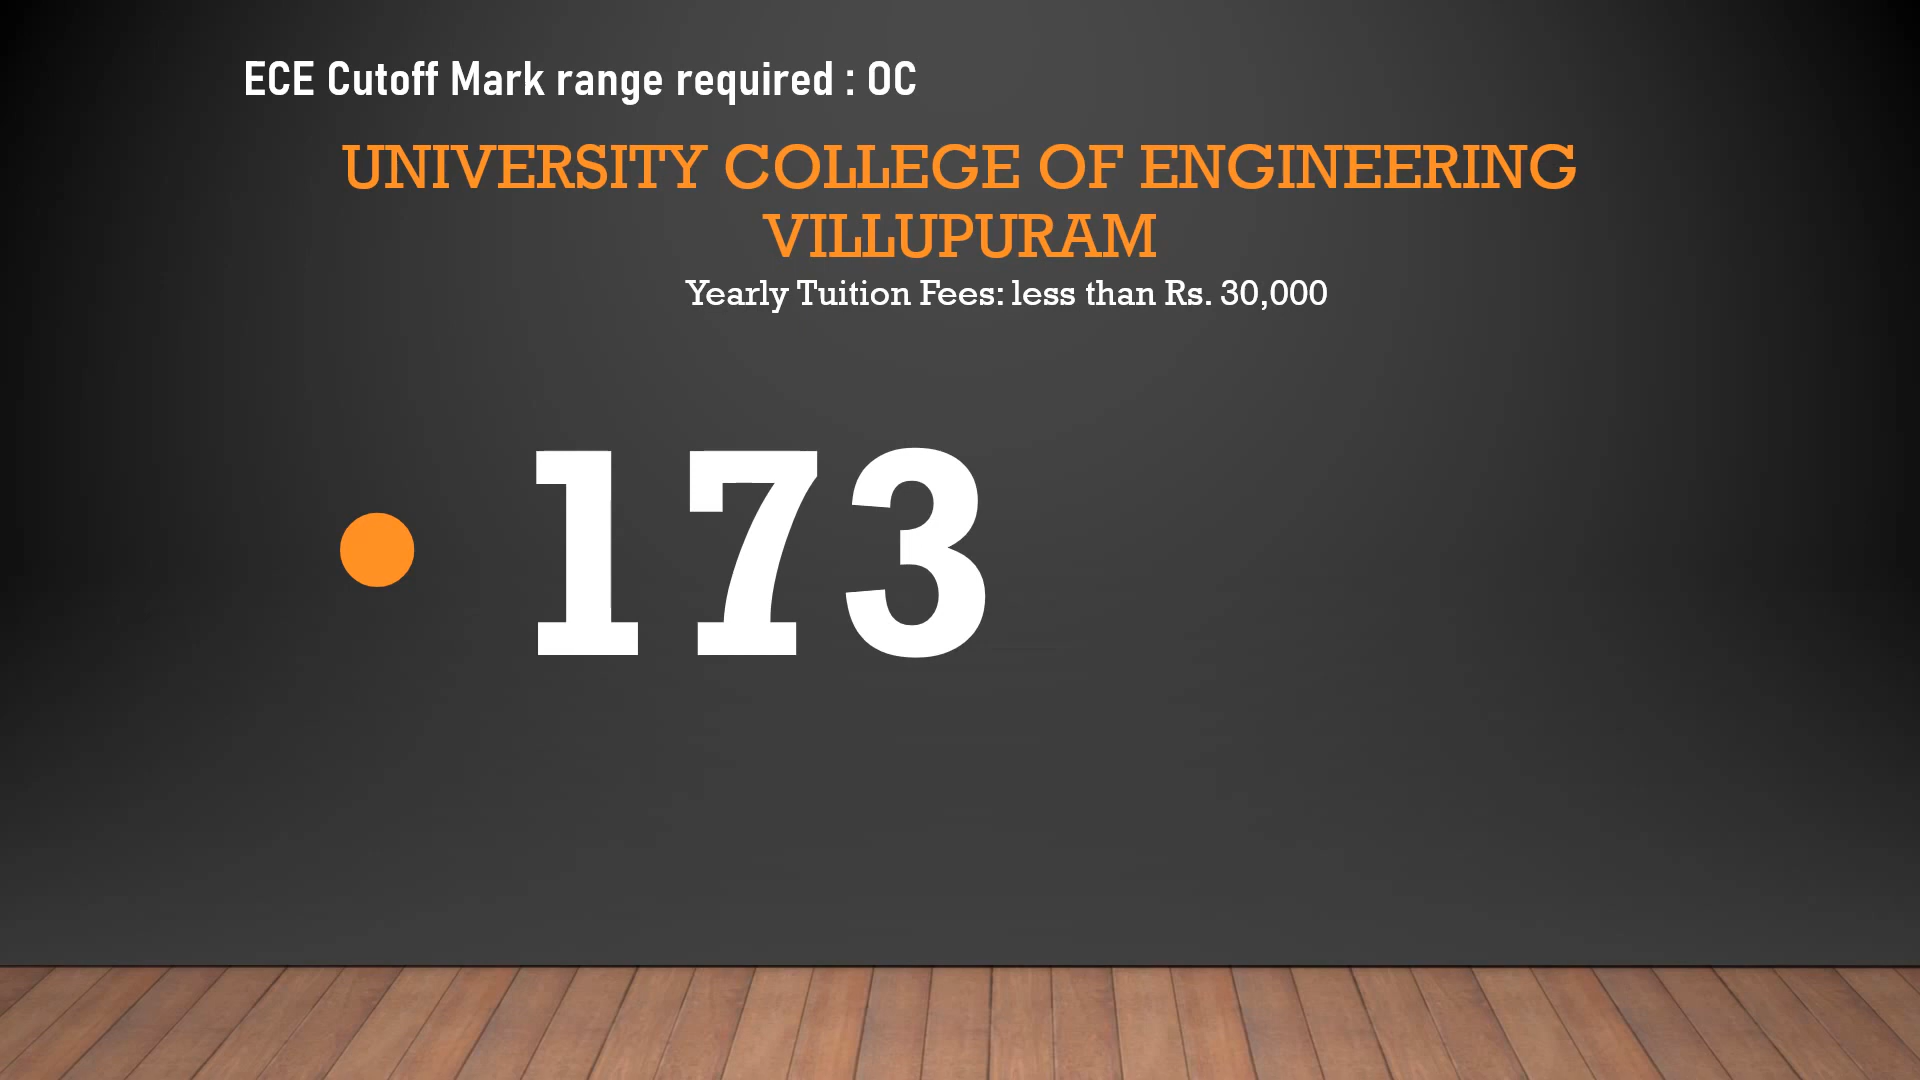 ECE Cutoff Mark range required : OC
UNIVERSITY COLLEGE OF ENGINEERING
VILLUPURAM
Yearly Tuition Fees: less than Rs. 30,000
• 173